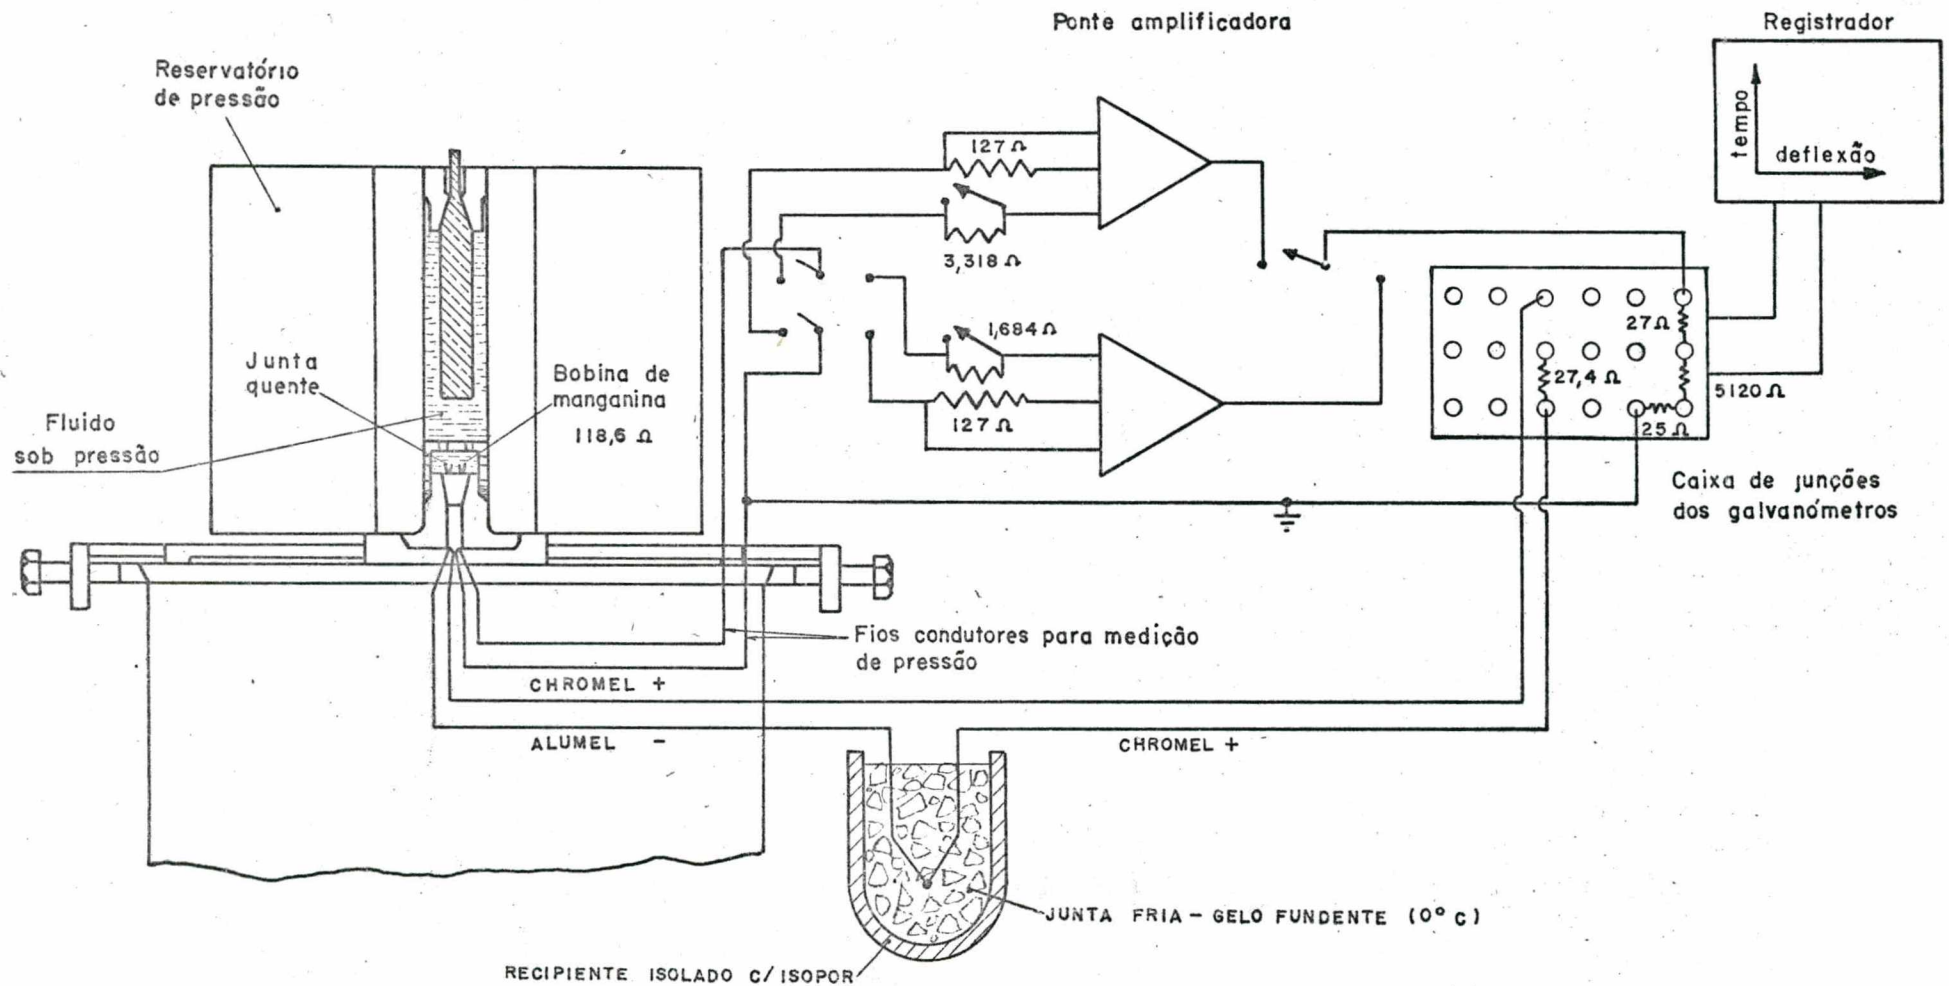 Ponte amplificadora
Registrador
Reservatório
de pressão
tempo
deflexão
127 Ω
3,318 Ω
1,684 Ω
127 Ω
27 Ω
27,4 Ω
5120 Ω
25 Ω
Junta
quente
Bobina de
manganina
118,6 Ω
Fluido
sob pressão
Caixa de junções
dos galvanómetros
Fios condutores para medição
de pressão
CHROMEL +
ALUMEL -
CHROMEL +
JUNTA FRIA - GELO FUNDENTE (0° C)
RECIPIENTE ISOLADO C/ ISOPOR